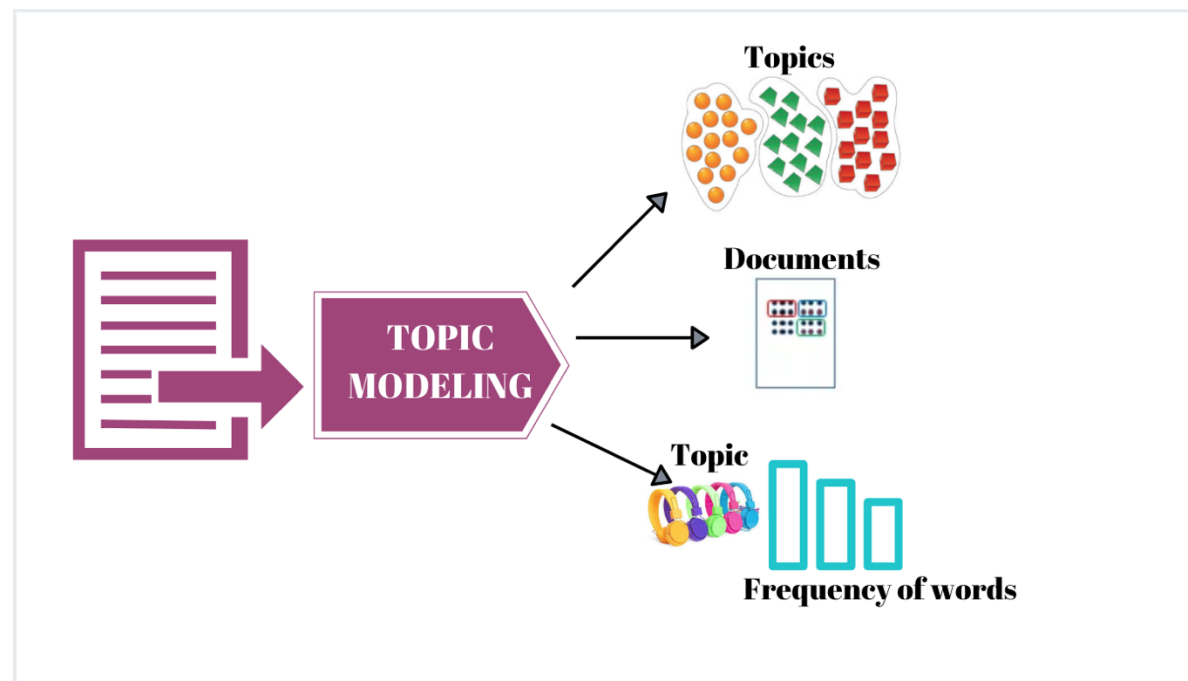 Topics
Documents
TOPIC
MODELING
Topic
Frequency of words